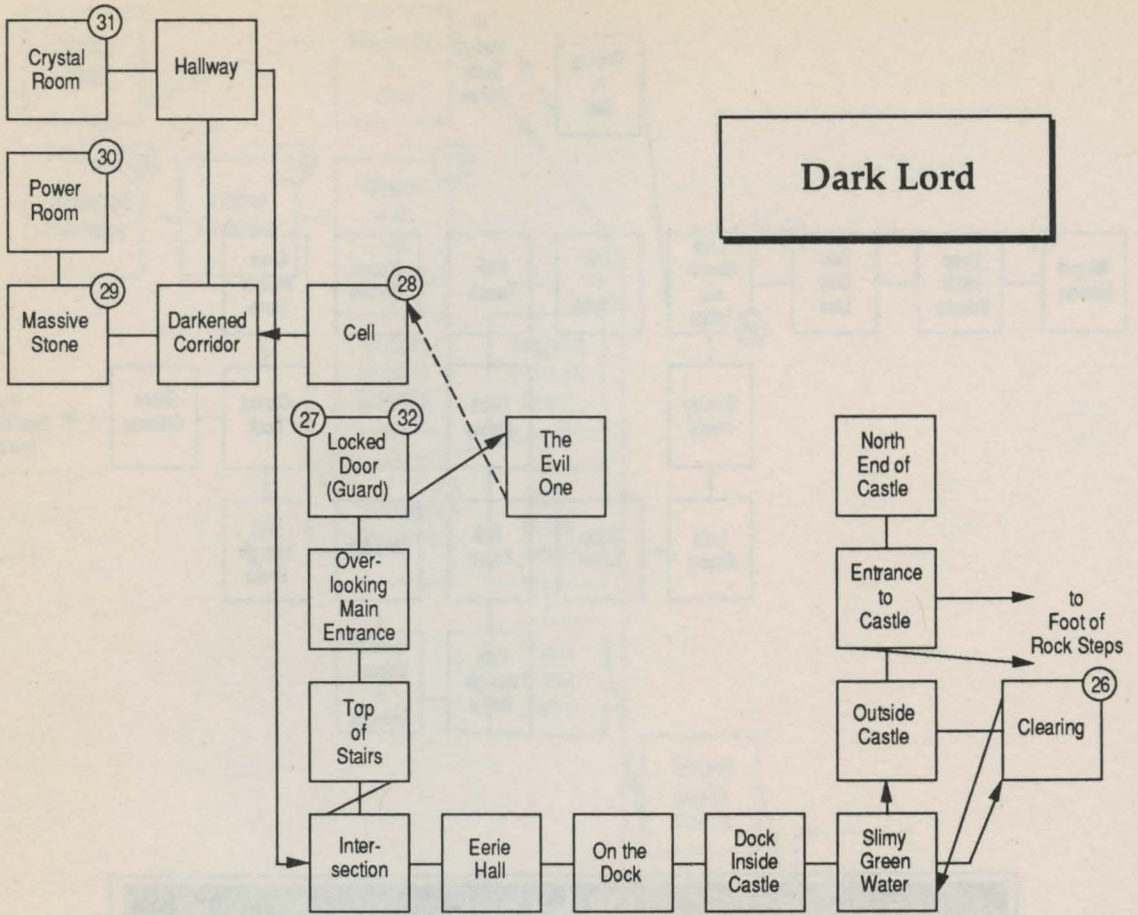 31
Crystal
Room
Hallway
Dark Lord
30
Power
Room
29
Massive
Stone
Darkened
Corridor
28
Cell
27
32
Locked
Door
(Guard)
The
Evil
One
North
End of
Castle
Over-
looking
Main
Entrance
Entrance
to
Castle
to
Foot of
Rock Steps
Top
of
Stairs
Outside
Castle
26
Clearing
Inter-
section
Eerie
Hall
On the
Dock
Dock
Inside
Castle
Slimy
Green
Water